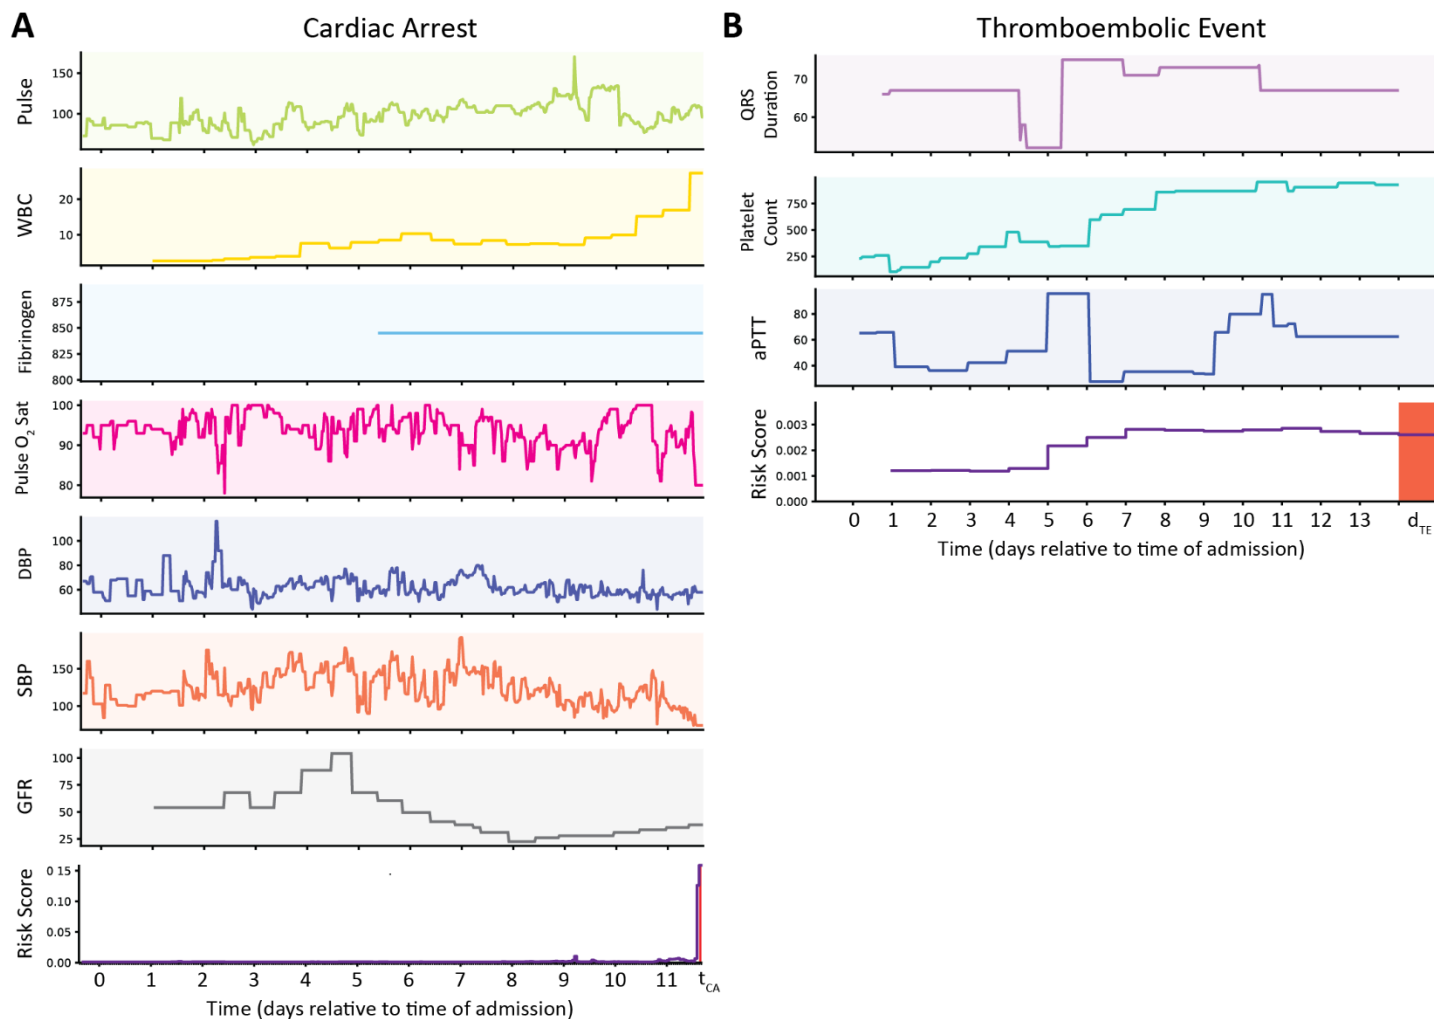 A
Cardiac Arrest
Pulse
150
100
WBC
20
10
Fibrinogen
875
850
825
800
Pulse O2 Sat
100
90
80
DBP
100
80
60
SBP
150
100
GFR
100
75
50
25
Risk Score
0.15
0.10
0.05
0.00
0 1 2 3 4 5 6 7 8 9 10 11 tCA
Time (days relative to time of admission)
B
Thromboembolic Event
QRS
Duration
70
60
Platelet
Count
750
500
250
aPTT
80
60
40
Risk Score
0.003
0.002
0.001
0.000
0 1 2 3 4 5 6 7 8 9 10 11 12 13 dTE
Time (days relative to time of admission)